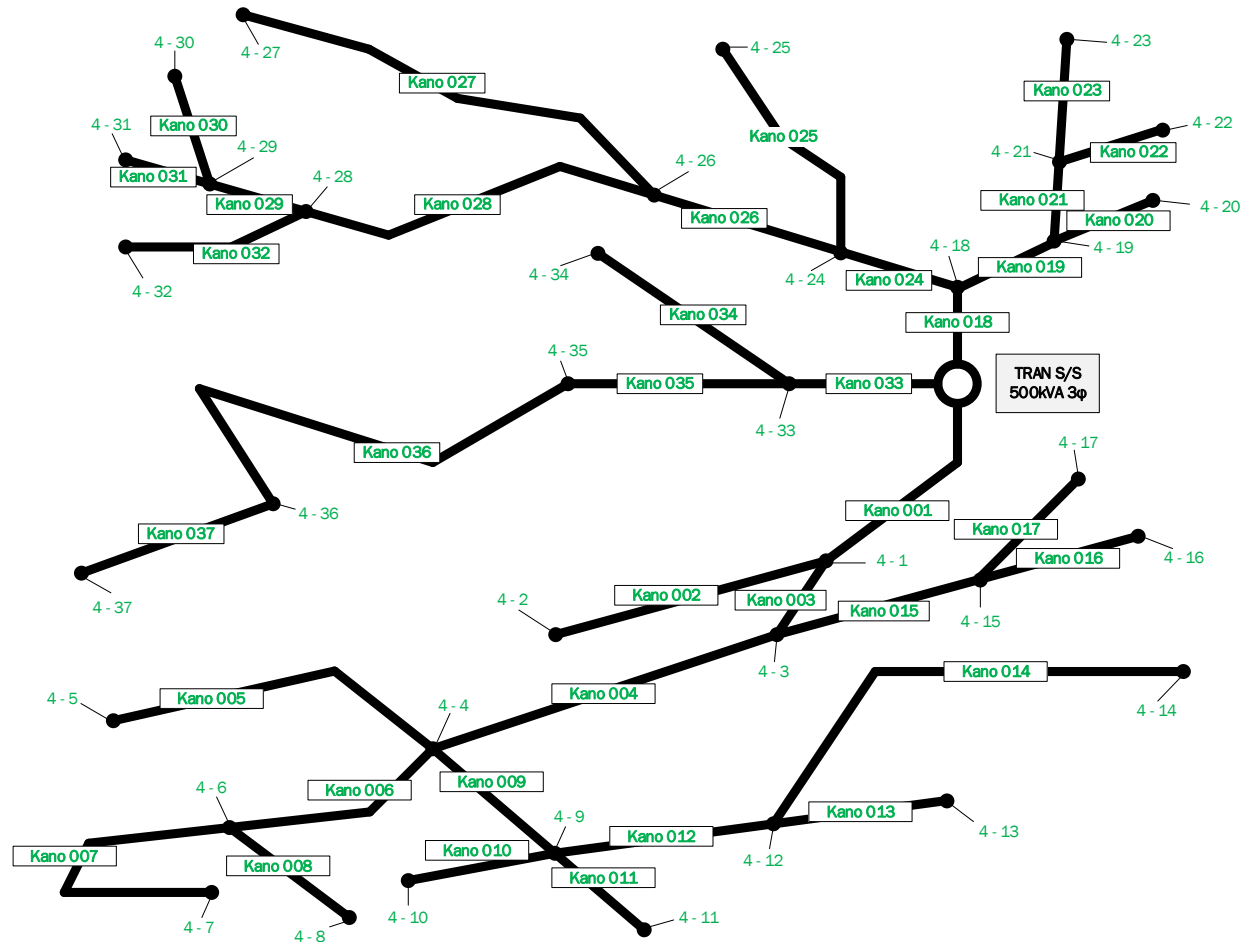 4 - 27
4 - 30
4 - 25
4 - 23
Kano 027
Kano 023
4 - 31
Kano 030
Kano 025
4 - 22
4 - 29
4 - 21
Kano 022
4 - 26
Kano 031
4 - 28
Kano 029
Kano 028
Kano 026
Kano 021
Kano 020
4 - 20
Kano 032
4 - 18
4 - 19
4 - 34
Kano 019
4 - 24
Kano 024
4 - 32
Kano 034
Kano 018
4 - 35
TRAN S/S
500kVA 3φ
Kano 035
Kano 033
4 - 33
4 - 17
Kano 036
4 - 36
Kano 001
Kano 017
Kano 037
Kano 016
4 - 16
4 - 1
4 - 37
4 - 2
Kano 002
Kano 003
Kano 015
4 - 15
4 - 3
Kano 014
4 - 5
Kano 005
Kano 004
4 - 4
4 - 14
4 - 6
Kano 006
Kano 009
4 - 9
Kano 013
4 - 13
Kano 012
Kano 007
Kano 010
4 - 12
Kano 008
Kano 011
4 - 7
4 - 8
4 - 10
4 - 11